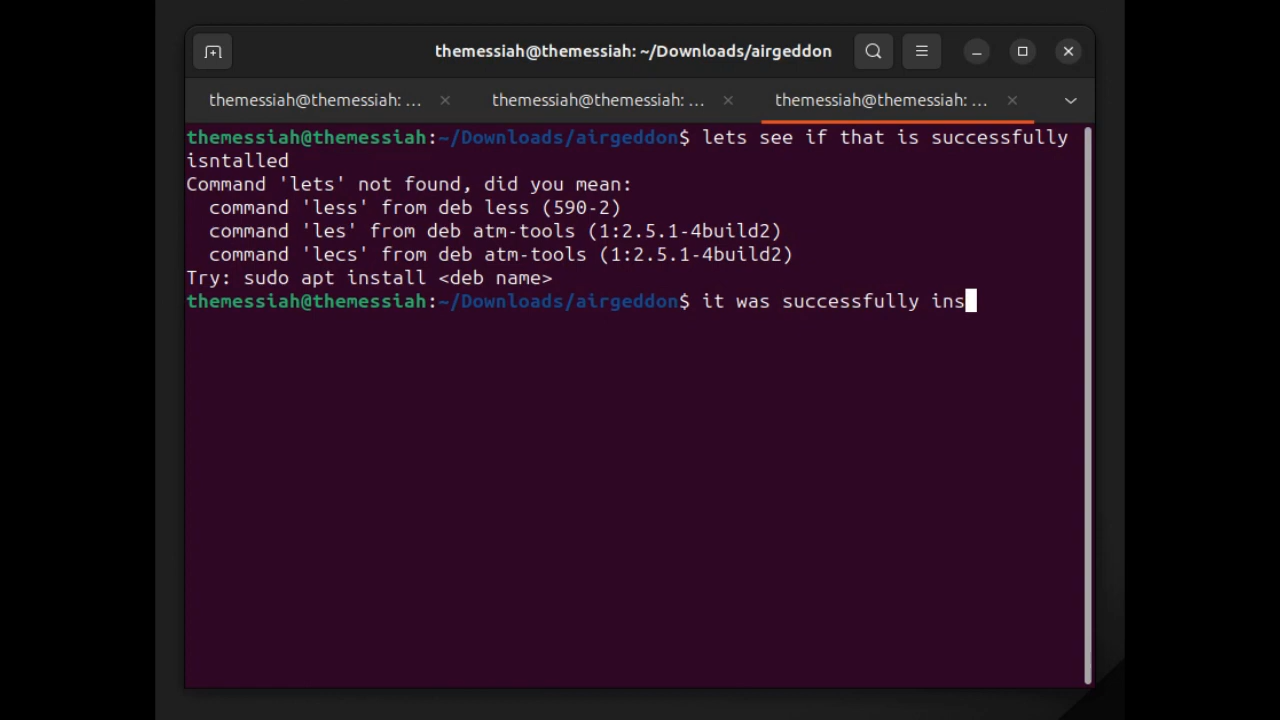 themessiah@themessiah: ~/Downloads/airgeddon
themessiah@themessiah: ... themessiah@themessiah: ... themessiah@themessiah: ...
themessiah@themessiah:~/Downloads/airgeddon$ lets see if that is successfully
isntalled
Command 'lets' not found, did you mean:
command 'less' from deb less (590-2)
command 'les' from deb atm-tools (1:2.5.1-4build2)
command 'lecs' from deb atm-tools (1:2.5.1-4build2)
Try: sudo apt install <deb name>
themessiah@themessiah:~/Downloads/airgeddon$ it was successfully ins